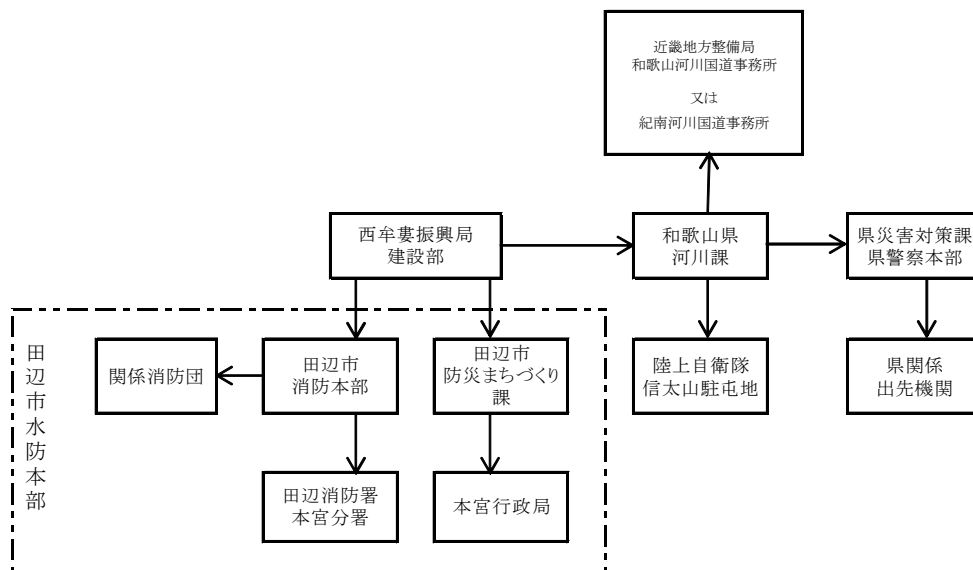 近畿地方整備局
和歌山河川国道事務所
又は
紀南河川国道事務所
西牟婁振興局
建設部
和歌山県
河川課
県災害対策課
県警察本部
田辺市水防本部
関係消防団
田辺市
消防本部
田辺市
防災まちづくり
課
陸上自衛隊
信太山駐屯地
県関係
出先機関
田辺消防署
本宮分署
本宮行政局